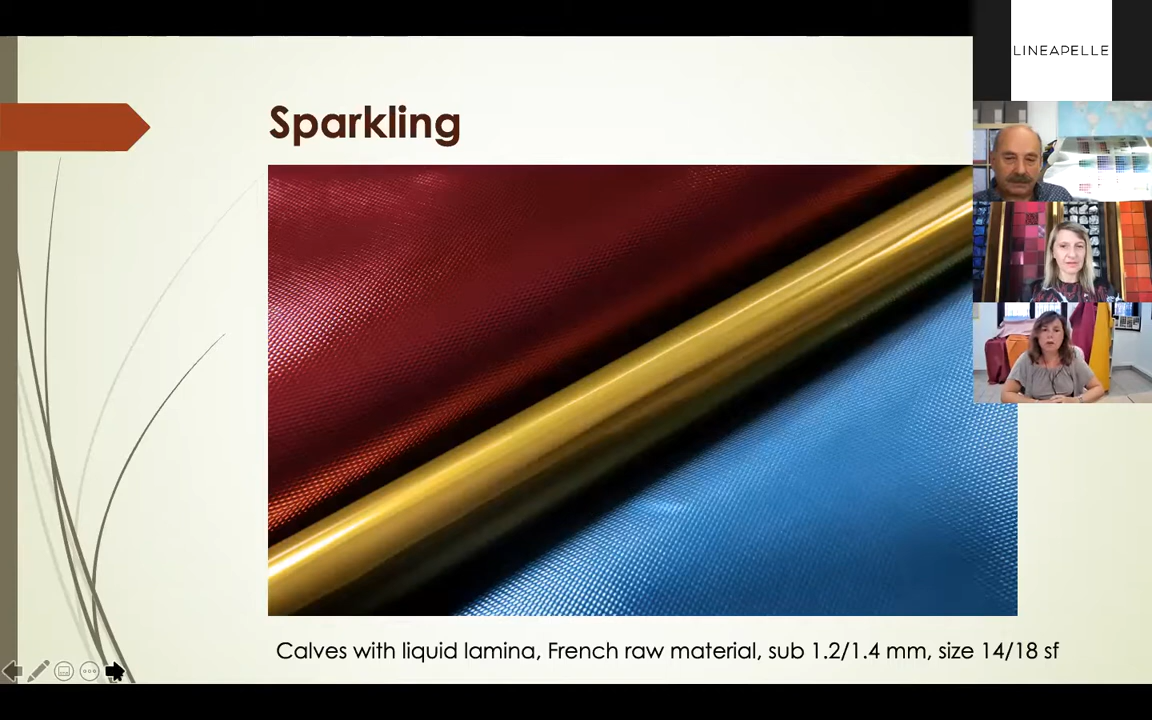 LINEAPELLE
Sparkling
Calves with liquid lamina, French raw material, sub 1.2/1.4 mm, size 14/18 sf